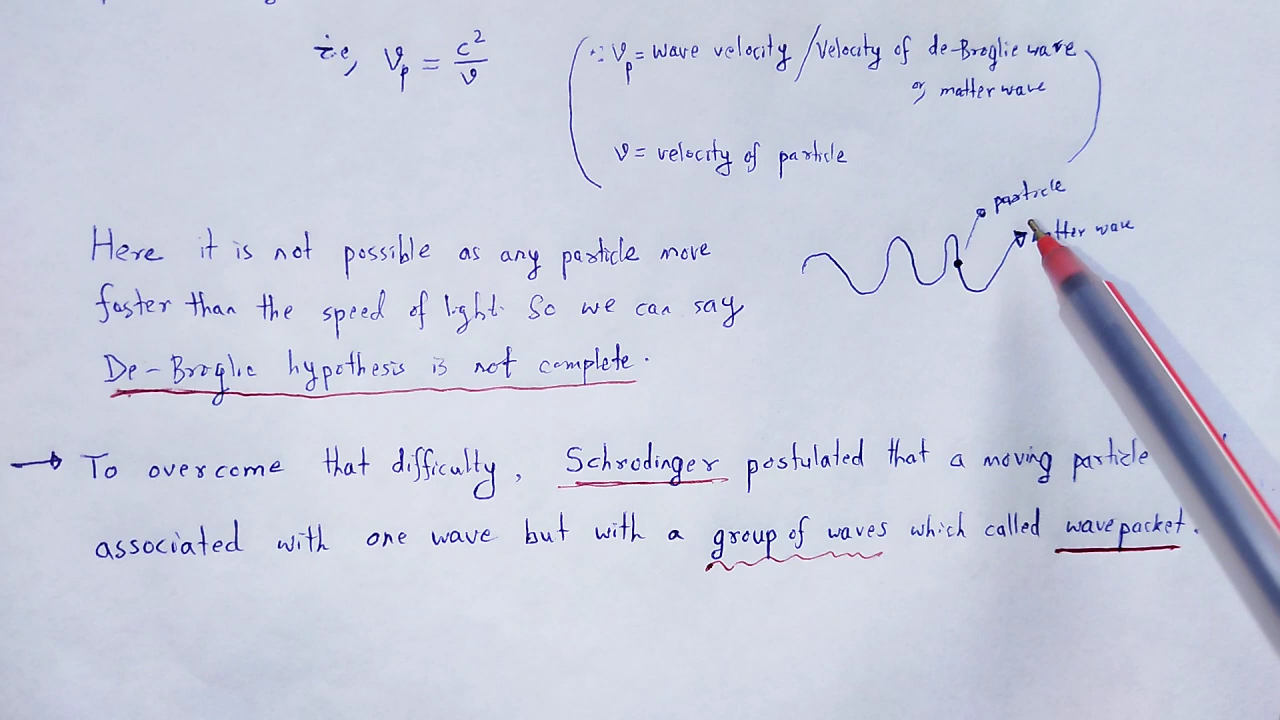 i.e, Vp = c²/v
(∵ Vp = wave velocity / Velocity of de-Broglie wave
or, matter wave
v = velocity of particle)
particle
tter wave
Here it is not possible as any particle move
faster than the speed of light. So we can say
De-Broglie hypothesis is not complete.
→ To overcome that difficulty, Schrodinger postulated that a moving particle
associated with one wave but with a group of waves which called wavepacket.